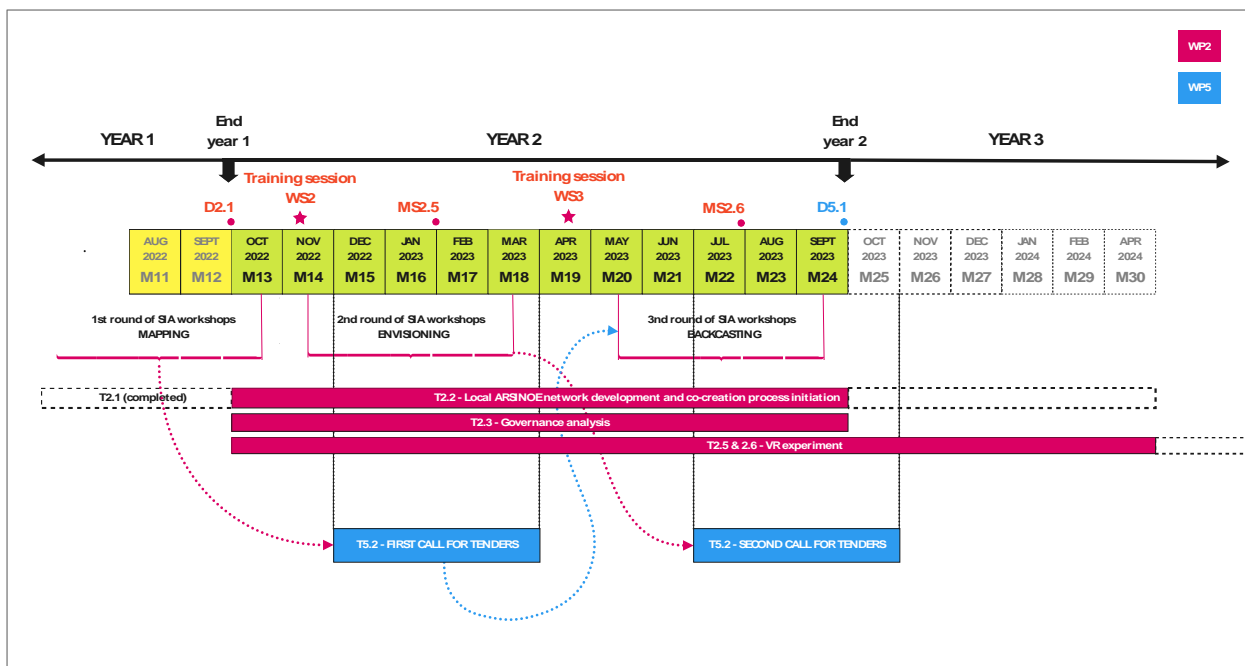 WP2
WP5
YEAR 1
End
year 1
YEAR 2
End
year 2
YEAR 3
Training session
WS2
Training session
WS3
D2.1
MS2.5
MS2.6
D5.1
AUG
2022
M11
SEPT
2022
M12
OCT
2022
M13
NOV
2022
M14
DEC
2022
M15
JAN
2023
M16
FEB
2023
M17
MAR
2023
M18
APR
2023
M19
MAY
2023
M20
JUN
2023
M21
JUL
2023
M22
AUG
2023
M23
SEPT
2023
M24
OCT
2023
M25
NOV
2023
M26
DEC
2023
M27
JAN
2024
M28
FEB
2024
M29
APR
2024
M30
1st round of SIA workshops
MAPPING
2nd round of SIA workshops
ENVISIONING
3nd round of SIA workshops
BACKCASTING
T2.1 (completed)
T2.2 - Local ARSINOE network development and co-creation process initiation
T2.3 - Governance analysis
T2.5 & 2.6 - VR experiment
T5.2 - FIRST CALL FOR TENDERS
T5.2 - SECOND CALL FOR TENDERS